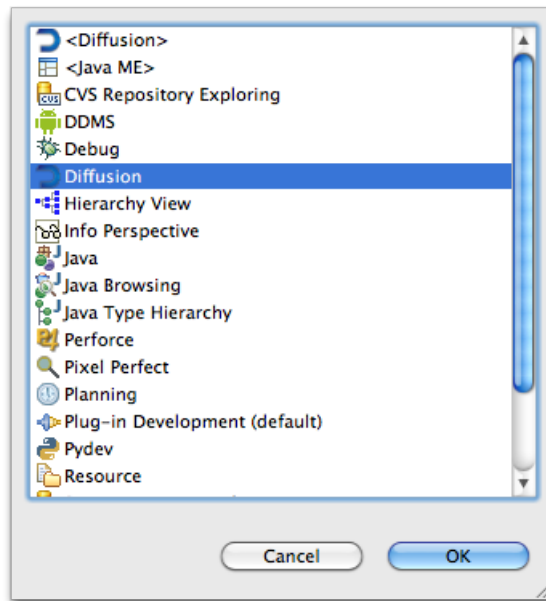 <Diffusion>
<Java ME>
CVS Repository Exploring
DDMS
Debug
Diffusion
Hierarchy View
Info Perspective
Java
Java Browsing
Java Type Hierarchy
Perforce
Pixel Perfect
Planning
Plug-in Development (default)
Pydev
Resource
Cancel OK